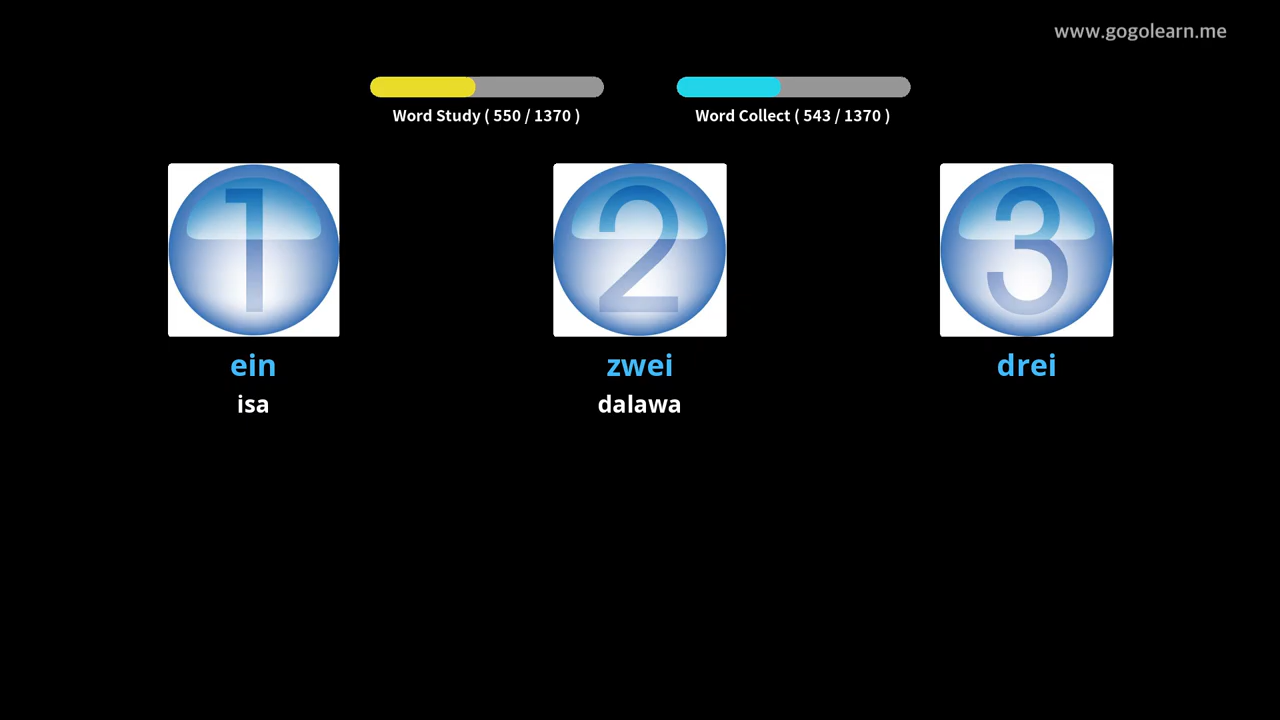 www.gogolearn.me
Word Study ( 550 / 1370 )
Word Collect ( 543 / 1370 )
1
2
3
ein
zwei
drei
isa
dalawa